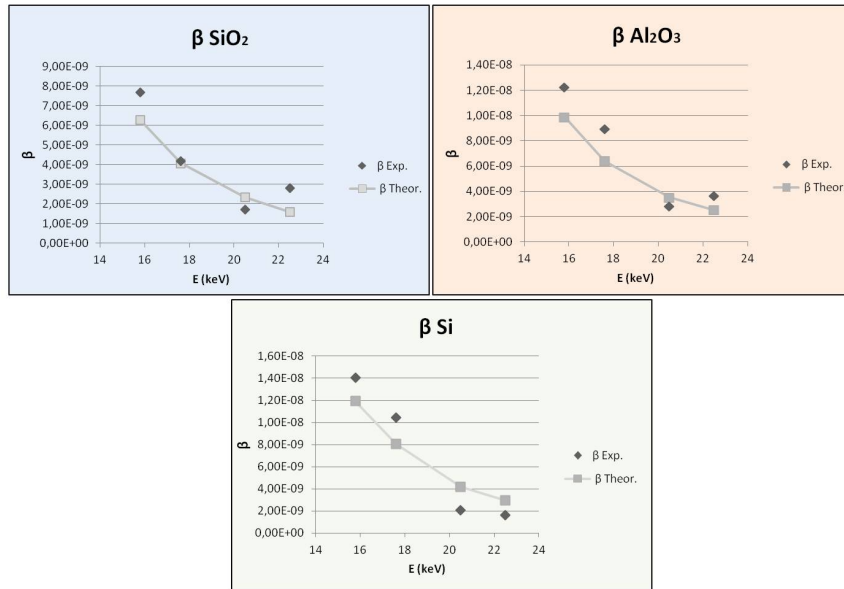 β SiO₂
9,00E-09
8,00E-09
7,00E-09
6,00E-09
5,00E-09
4,00E-09
3,00E-09
2,00E-09
1,00E-09
0,00E+00
β
14 16 18 20 22 24
E (keV)
β Exp.
β Theor.
β Al₂O₃
1,40E-08
1,20E-08
1,00E-08
8,00E-09
6,00E-09
4,00E-09
2,00E-09
0,00E+00
β
14 16 18 20 22 24
E (keV)
β Exp.
β Theor.
β Si
1,60E-08
1,40E-08
1,20E-08
1,00E-08
8,00E-09
6,00E-09
4,00E-09
2,00E-09
0,00E+00
β
14 16 18 20 22 24
E (keV)
β Exp.
β Theor.